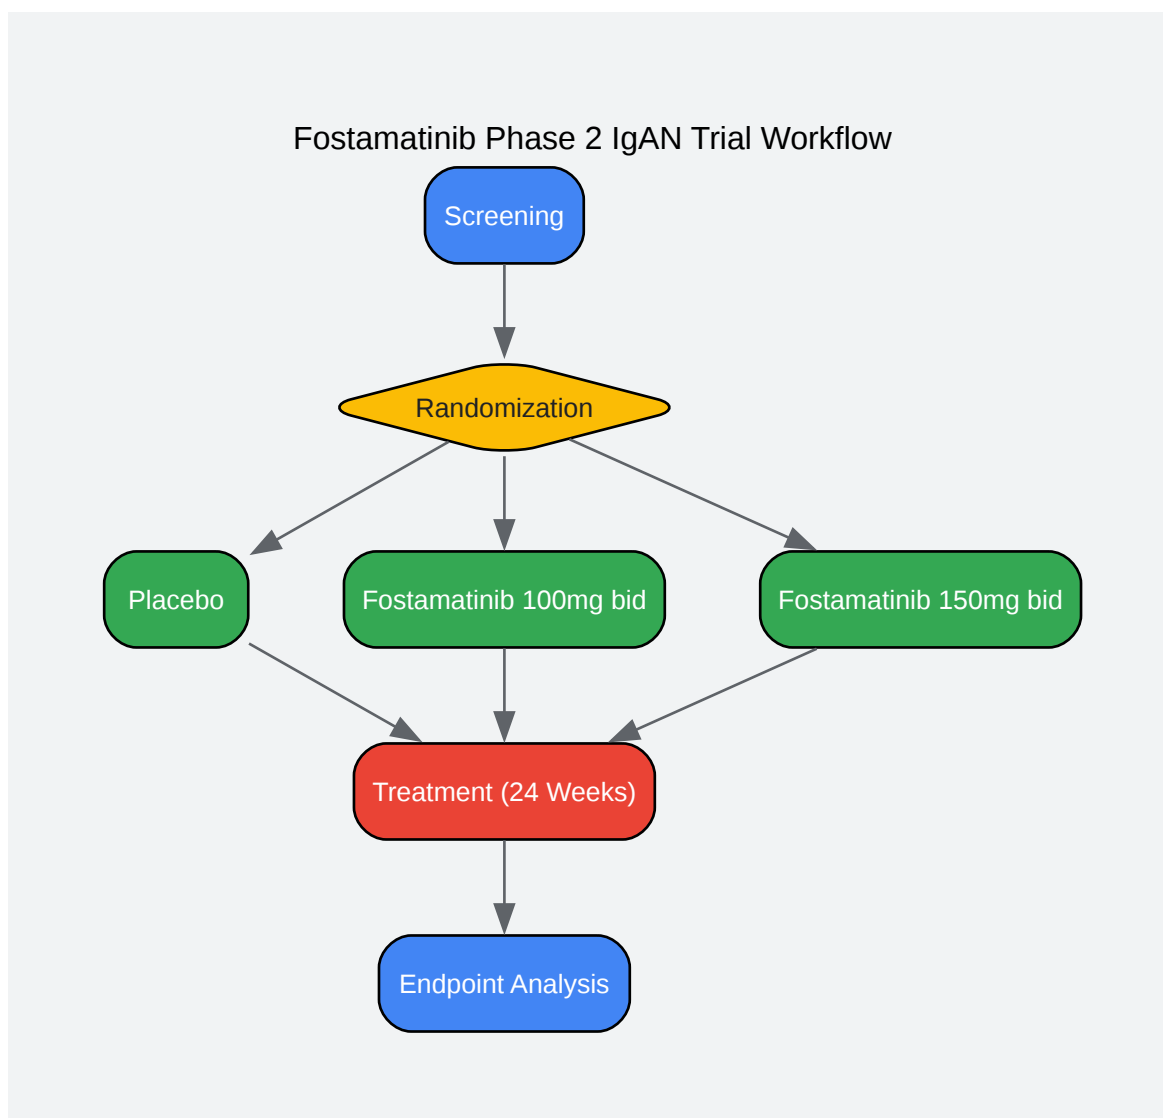 Fostamatinib Phase 2 IgAN Trial Workflow
Screening
Randomization
Placebo
Fostamatinib 100mg bid
Fostamatinib 150mg bid
Treatment (24 Weeks)
Endpoint Analysis